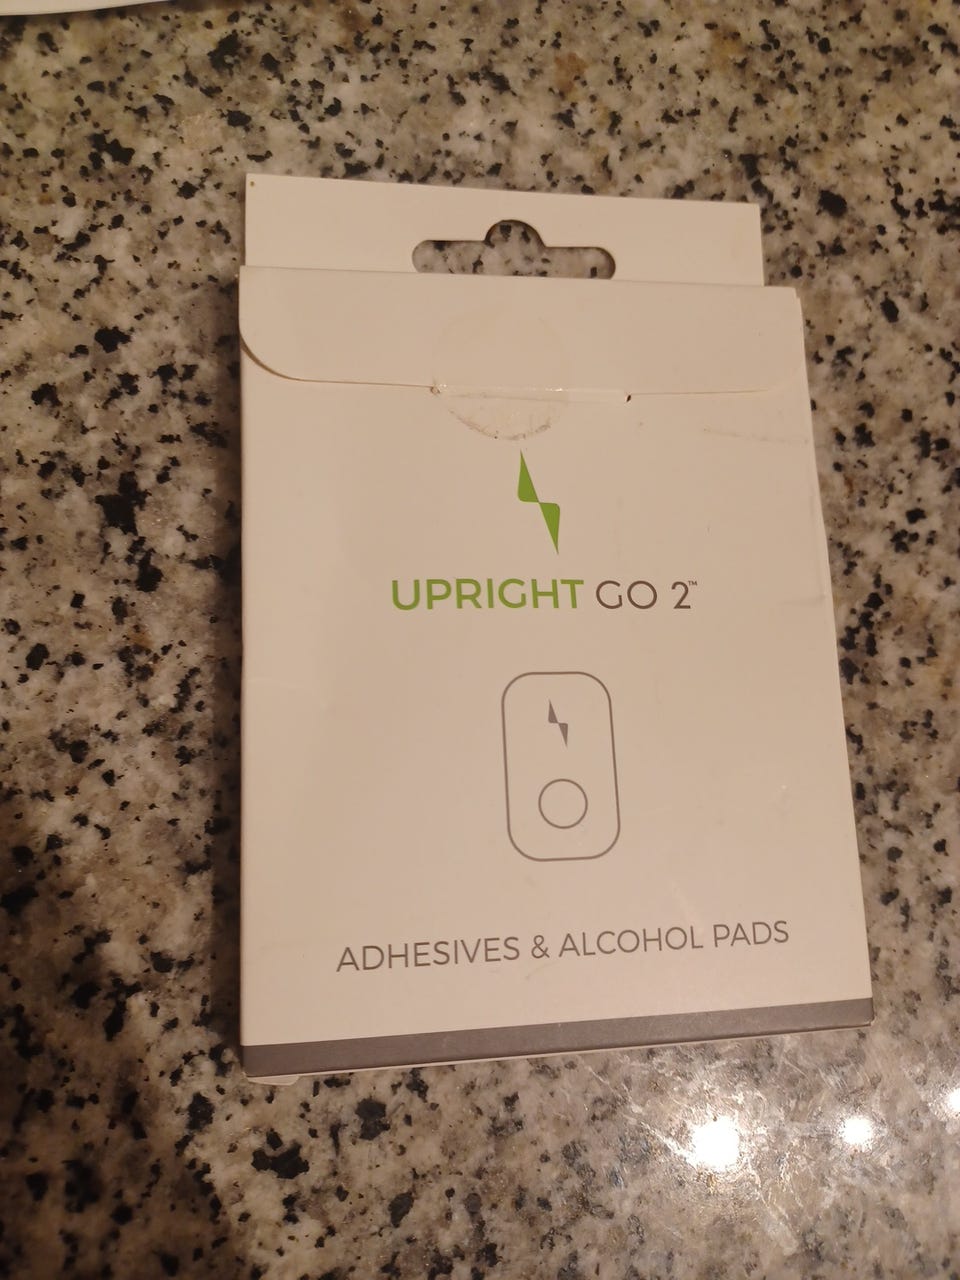 UPRIGHT GO 2™
ADHESIVES & ALCOHOL PADS